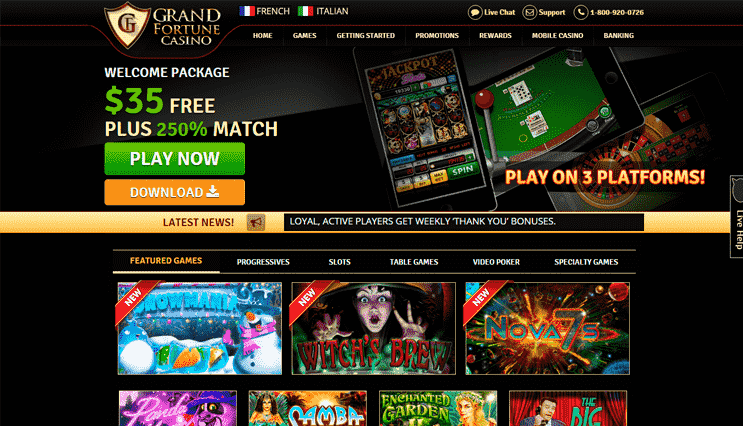 GRAND
FORTUNE
CASINO
FRENCH
ITALIAN
Live Chat
Support
1-800-920-0726
HOME
GAMES
GETTING STARTED
PROMOTIONS
REWARDS
MOBILE CASINO
BANKING
WELCOME PACKAGE
$35 FREE
PLUS 250% MATCH
PLAY NOW
DOWNLOAD
JACKPOT
SPIN
PLAY ON 3 PLATFORMS!
Live Help
LATEST NEWS!
LOYAL, ACTIVE PLAYERS GET WEEKLY 'THANK YOU' BONUSES.
FEATURED GAMES
PROGRESSIVES
SLOTS
TABLE GAMES
VIDEO POKER
SPECIALTY GAMES
NEW
SNOWMANIA
NEW
WITCH'S BREW
NEW
NOVA 7s
Panda
SAMBA
ENCHANTED
GARDEN
II
THE
BIG